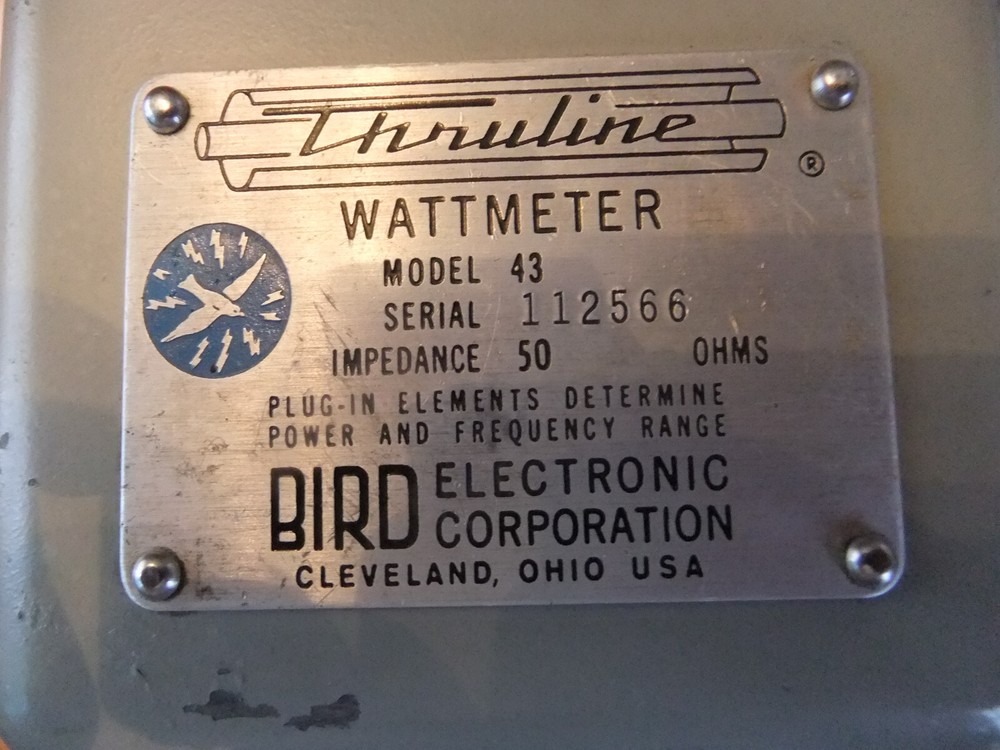 Thruline
®
WATTMETER
MODEL 43
SERIAL 112566
IMPEDANCE 50 OHMS
PLUG-IN ELEMENTS DETERMINE
POWER AND FREQUENCY RANGE
BIRD ELECTRONIC
CORPORATION
CLEVELAND, OHIO USA